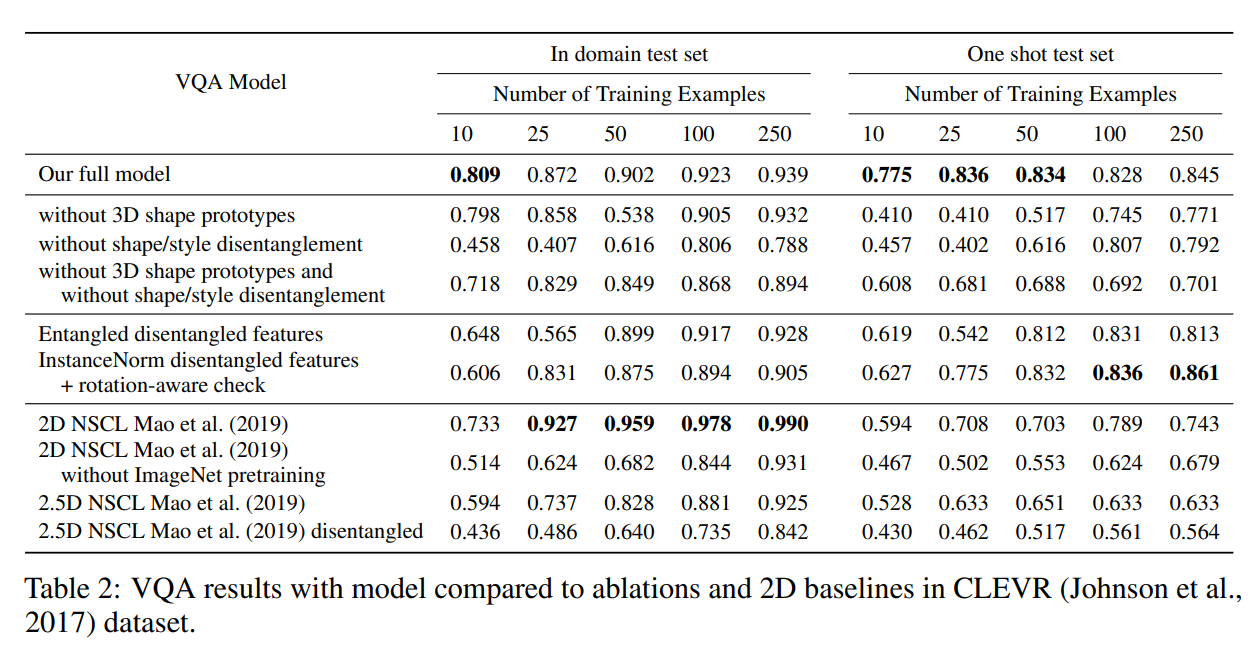 In domain test set One shot test set
VQA Model
Number of Training Examples Number of Training Examples
10 25 50 100 250 10 25 50 100 250
Our full model 0.809 0.872 0.902 0.923 0.939 0.775 0.836 0.834 0.828 0.845
without 3D shape prototypes 0.798 0.858 0.538 0.905 0.932 0.410 0.410 0.517 0.745 0.771
without shape/style disentanglement 0.458 0.407 0.616 0.806 0.788 0.457 0.402 0.616 0.807 0.792
without 3D shape prototypes and
without shape/style disentanglement 0.718 0.829 0.849 0.868 0.894 0.608 0.681 0.688 0.692 0.701
Entangled disentangled features 0.648 0.565 0.899 0.917 0.928 0.619 0.542 0.812 0.831 0.813
InstanceNorm disentangled features
+ rotation-aware check 0.606 0.831 0.875 0.894 0.905 0.627 0.775 0.832 0.836 0.861
2D NSCL Mao et al. (2019) 0.733 0.927 0.959 0.978 0.990 0.594 0.708 0.703 0.789 0.743
2D NSCL Mao et al. (2019)
without ImageNet pretraining 0.514 0.624 0.682 0.844 0.931 0.467 0.502 0.553 0.624 0.679
2.5D NSCL Mao et al. (2019) 0.594 0.737 0.828 0.881 0.925 0.528 0.633 0.651 0.633 0.633
2.5D NSCL Mao et al. (2019) disentangled 0.436 0.486 0.640 0.735 0.842 0.430 0.462 0.517 0.561 0.564
Table 2: VQA results with model compared to ablations and 2D baselines in CLEVR (Johnson et al.,
2017) dataset.